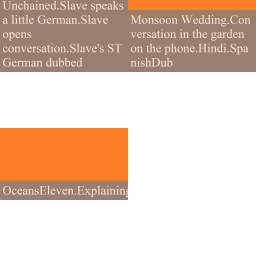 Unchained.Slave speaks
a little German.Slave
opens
conversation.Slave's ST
German dubbed
Monsoon Wedding.Con
versation in the garden
on the phone.Hindi.Spa
nishDub
OceansEleven.Explaining